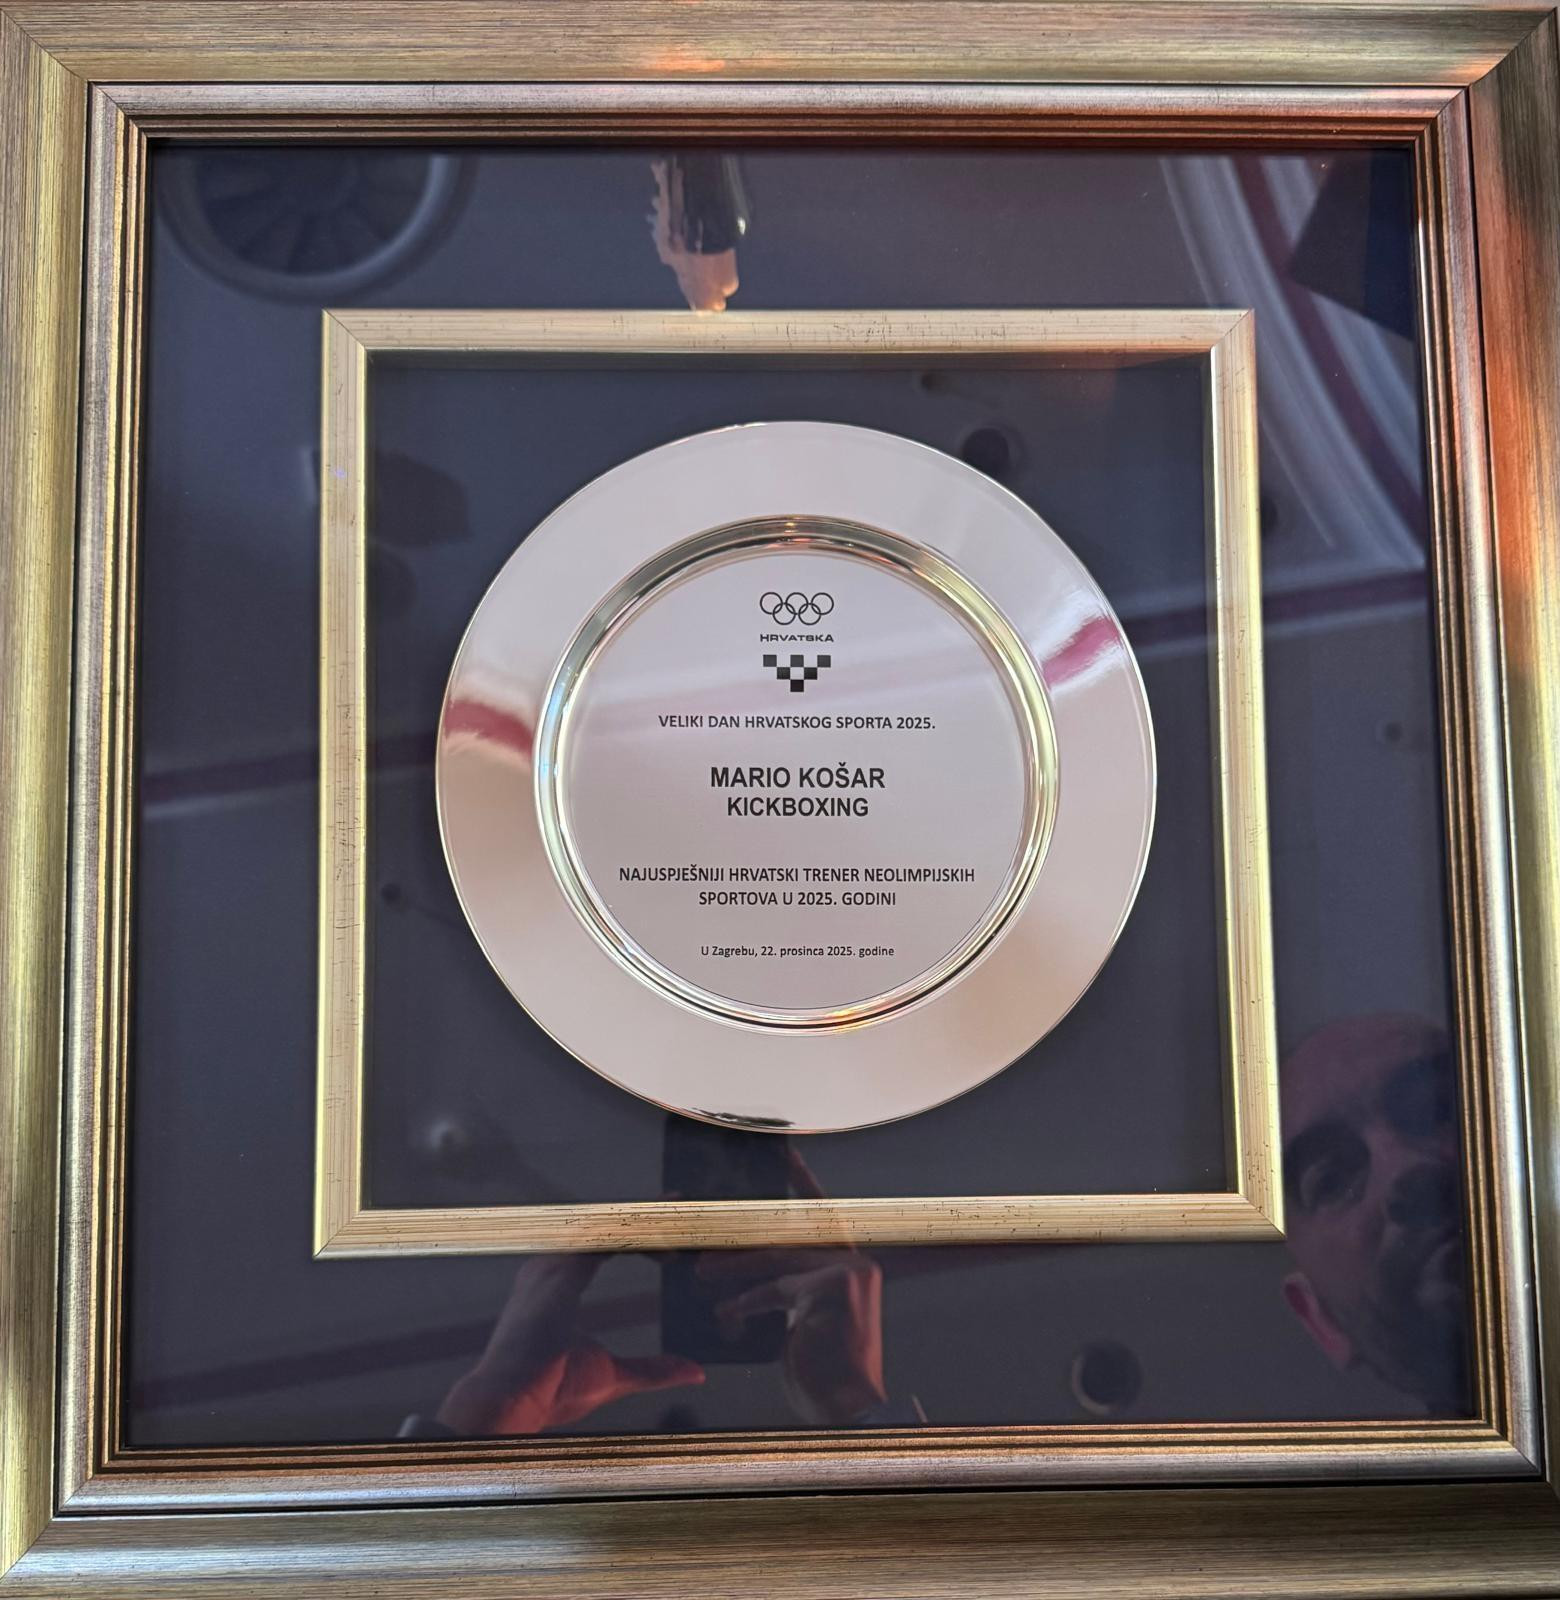 HRVATSKA
VELIKI DAN HRVATSKOG SPORTA 2025.
MARIO KOŠAR
KICKBOXING
NAJUSPJEŠNIJI HRVATSKI TRENER NEOLIMPIJSKIH
SPORTOVA U 2025. GODINI
U Zagrebu, 22. prosinca 2025. godine